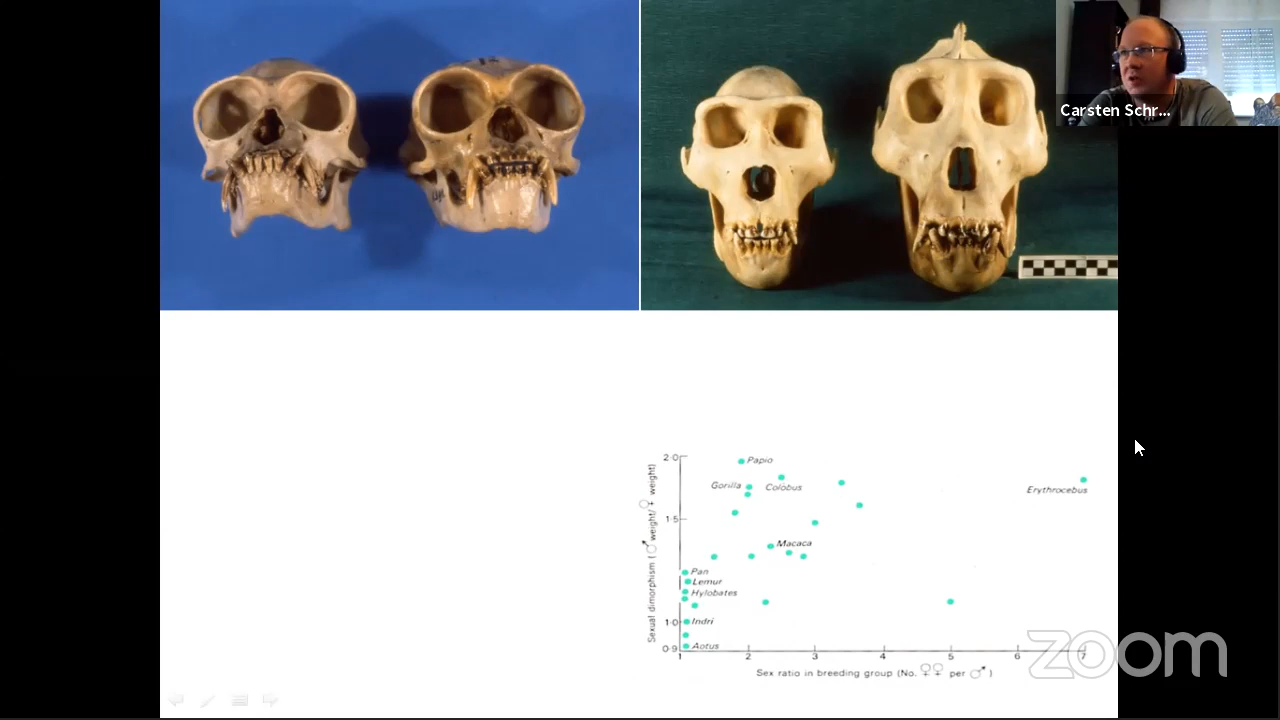 Carsten Schr...
2·0
Papio
Gorilla
Colobus
Erythrocebus
1·5
Macaca
Pan
Lemur
Hylobates
1·0
Indri
0·9
Aotus
1 2 3 4 5 6 7
Sexual dimorphism (♂ weight/ ♀ weight)
Sex ratio in breeding group (No. ♀♀ per ♂)
zoom